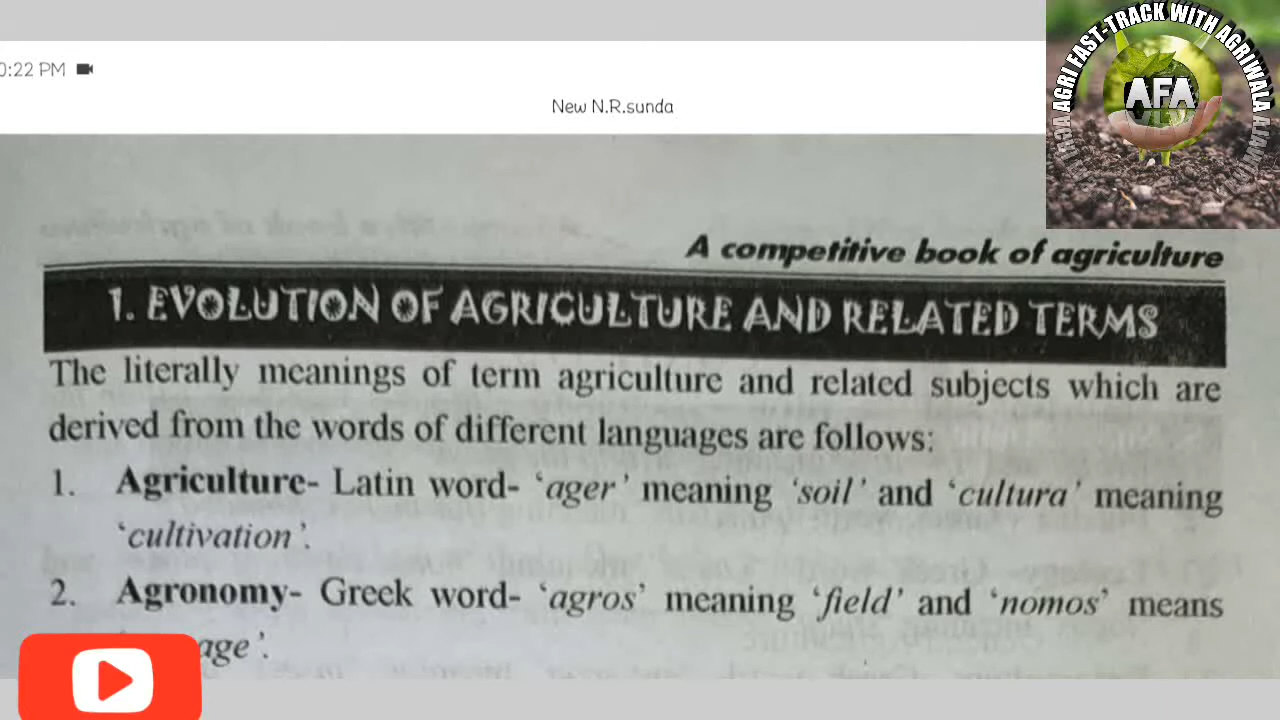 0:22 PM
New N.R.sunda
AGRI FAST-TRACK WITH AGRIWALA
AFA
A competitive book of agriculture
1. EVOLUTION OF AGRICULTURE AND RELATED TERMS
The literally meanings of term agriculture and related subjects which are
derived from the words of different languages are follows:
1. Agriculture- Latin word- ‘ager’ meaning ‘soil’ and ‘cultura’ meaning
‘cultivation’.
2. Agronomy- Greek word- ‘agros’ meaning ‘field’ and ‘nomos’ means
age’.